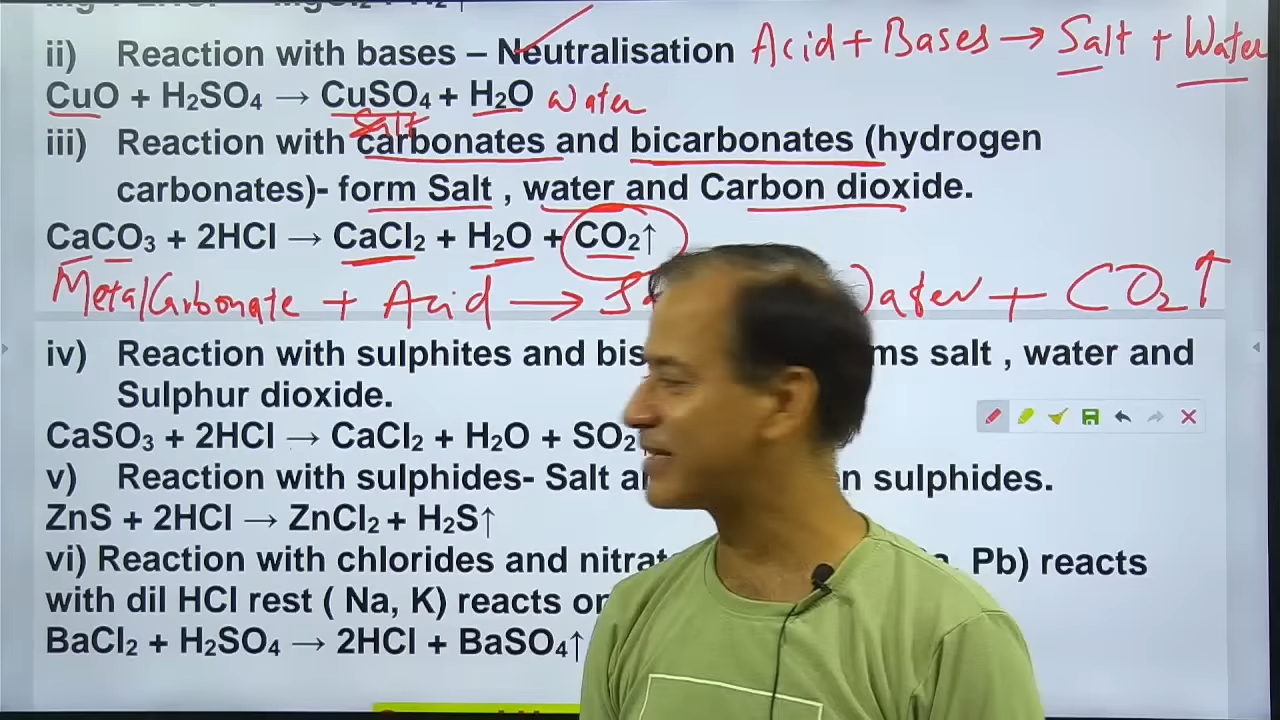 ii) Reaction with bases – Neutralisation Acid + Bases → Salt + Water
CuO + H₂SO₄ → CuSO₄ + H₂O Water
Salt
iii) Reaction with carbonates and bicarbonates (hydrogen
carbonates)- form Salt , water and Carbon dioxide.
CaCO₃ + 2HCl → CaCl₂ + H₂O + CO₂↑
Metal Carbonate + Acid → + CO₂↑
iv) Reaction with sulphites and salt , water and
Sulphur dioxide.
CaSO₃ + 2HCl → CaCl₂ + H₂O + SO₂
v) Reaction with sulphides- Salt sulphides.
ZnS + 2HCl → ZnCl₂ + H₂S↑
vi) Reaction with chlorides and Pb) reacts
with dil HCl rest ( Na, K) reacts
BaCl₂ + H₂SO₄ → 2HCl + BaSO₄↑